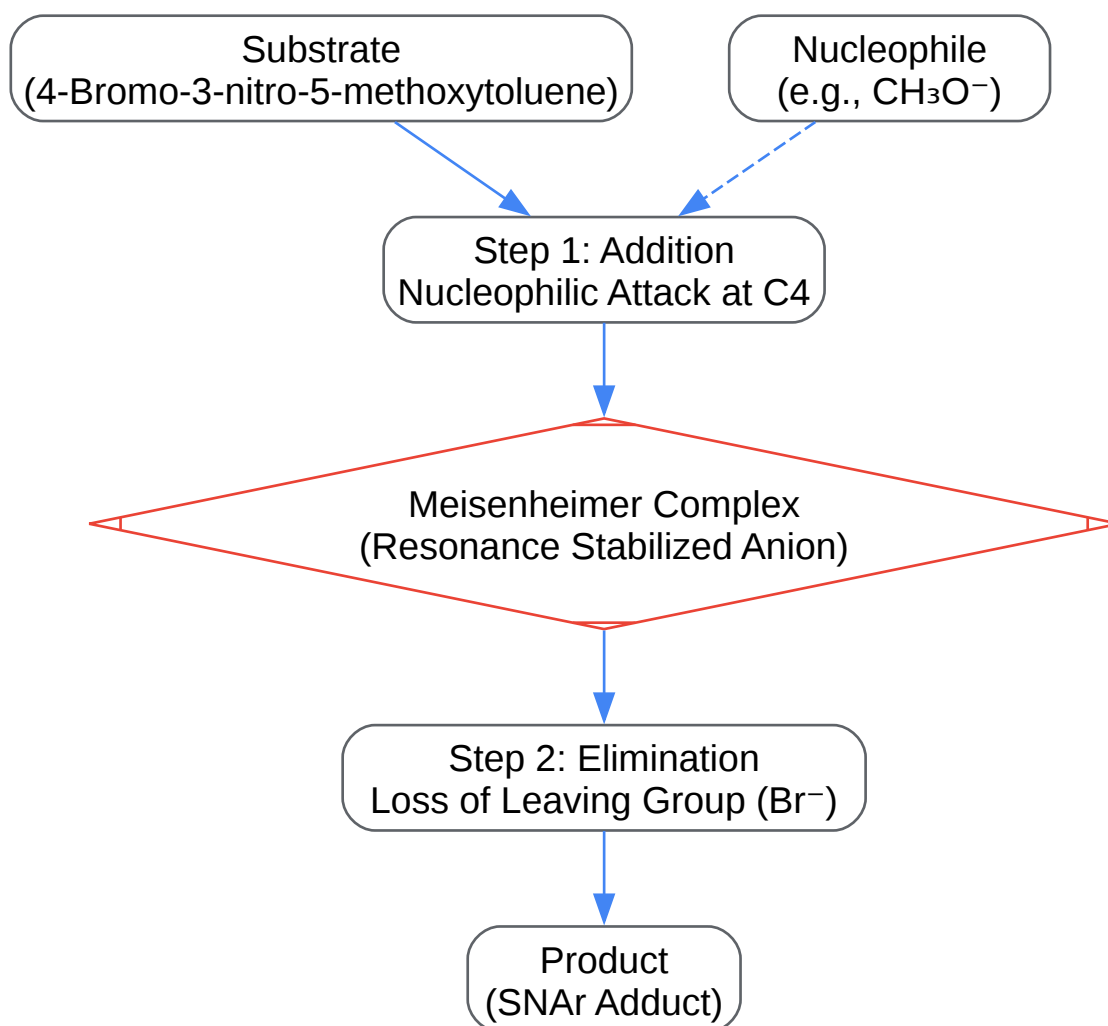 Substrate
(4-Bromo-3-nitro-5-methoxytoluene)
Nucleophile
(e.g., CH₃O⁻)
Step 1: Addition
Nucleophilic Attack at C4
Meisenheimer Complex
(Resonance Stabilized Anion)
Step 2: Elimination
Loss of Leaving Group (Br⁻)
Product
(SNAr Adduct)